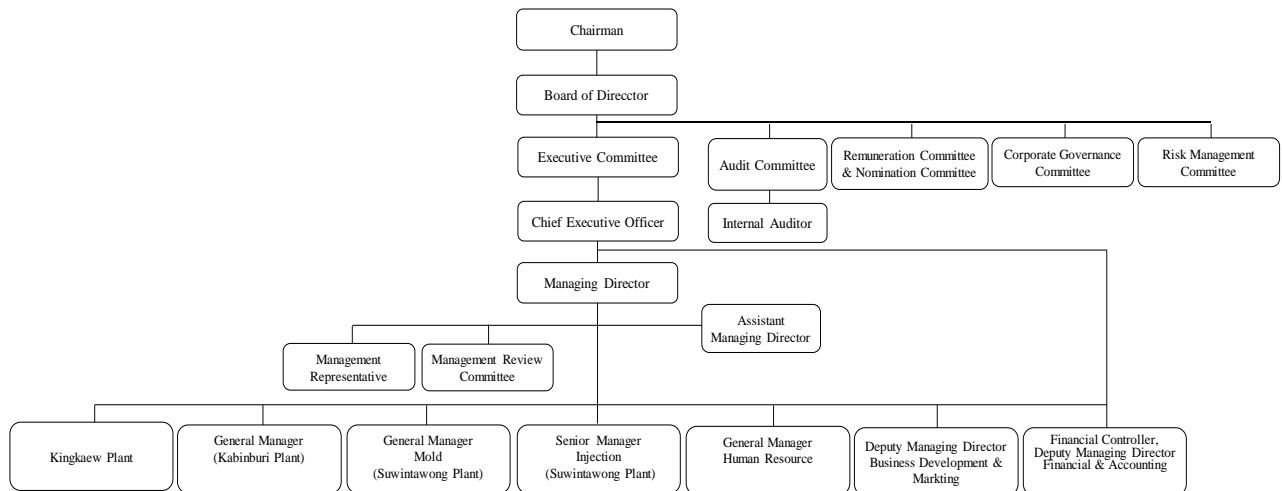 Chairman
Board of Direcctor
Executive Committee
Audit Committee
Remuneration Committee
& Nomination Committee
Corporate Governance
Committee
Risk Management
Committee
Chief Executive Officer
Internal Auditor
Managing Director
Assistant
Managing Director
Management
Representative
Management Review
Committee
Kingkaew Plant
General Manager
(Kabinburi Plant)
General Manager
Mold
(Suwintawong Plant)
Senior Manager
Injection
(Suwintawong Plant)
General Manager
Human Resource
Deputy Managing Director
Business Development &
Markting
Financial Controller,
Deputy Managing Director
Financial & Accounting